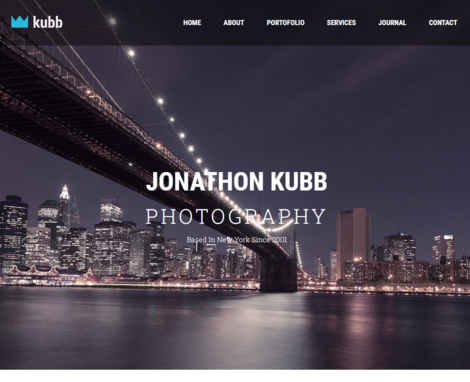 kubb
HOME ABOUT PORTOFOLIO SERVICES JOURNAL CONTACT
JONATHON KUBB
PHOTOGRAPHY
Based In New York Since 2001